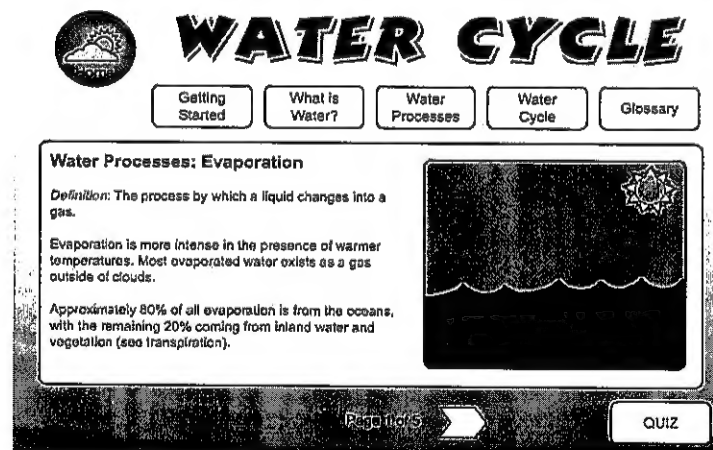 WATER CYCLE
Home
Getting
Started
What is
Water?
Water
Processes
Water
Cycle
Glossary
Water Processes: Evaporation
Definition: The process by which a liquid changes into a
gas.
Evaporation is more intense in the presence of warmer
temperatures. Most evaporated water exists as a gas
outside of clouds.
Approximately 80% of all evaporation is from the oceans,
with the remaining 20% coming from inland water and
vegetation (see transpiration).
Page 1 of 5
QUIZ